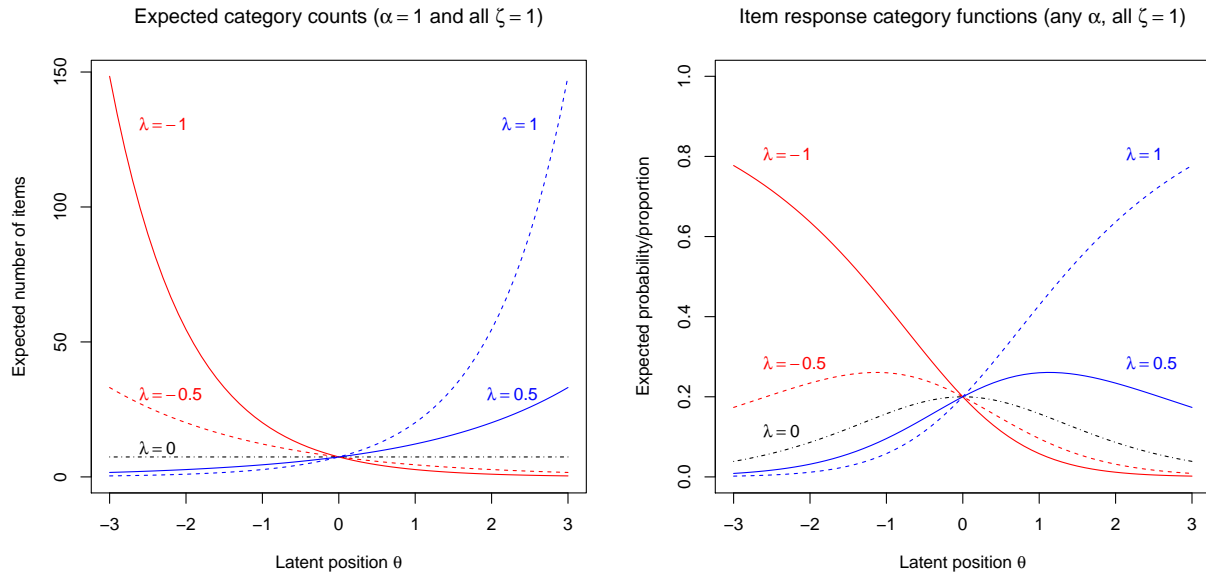 Expected category counts (α = 1 and all ζ = 1)
150
100
50
0
Expected number of items
λ = −1
λ = 1
λ = −0.5
λ = 0.5
λ = 0
−3 −2 −1 0 1 2 3
Latent position θ
Item response category functions (any α, all ζ = 1)
1.0
0.8
0.6
0.4
0.2
0.0
Expected probability/proportion
λ = −1
λ = 1
λ = −0.5
λ = 0.5
λ = 0
−3 −2 −1 0 1 2 3
Latent position θ